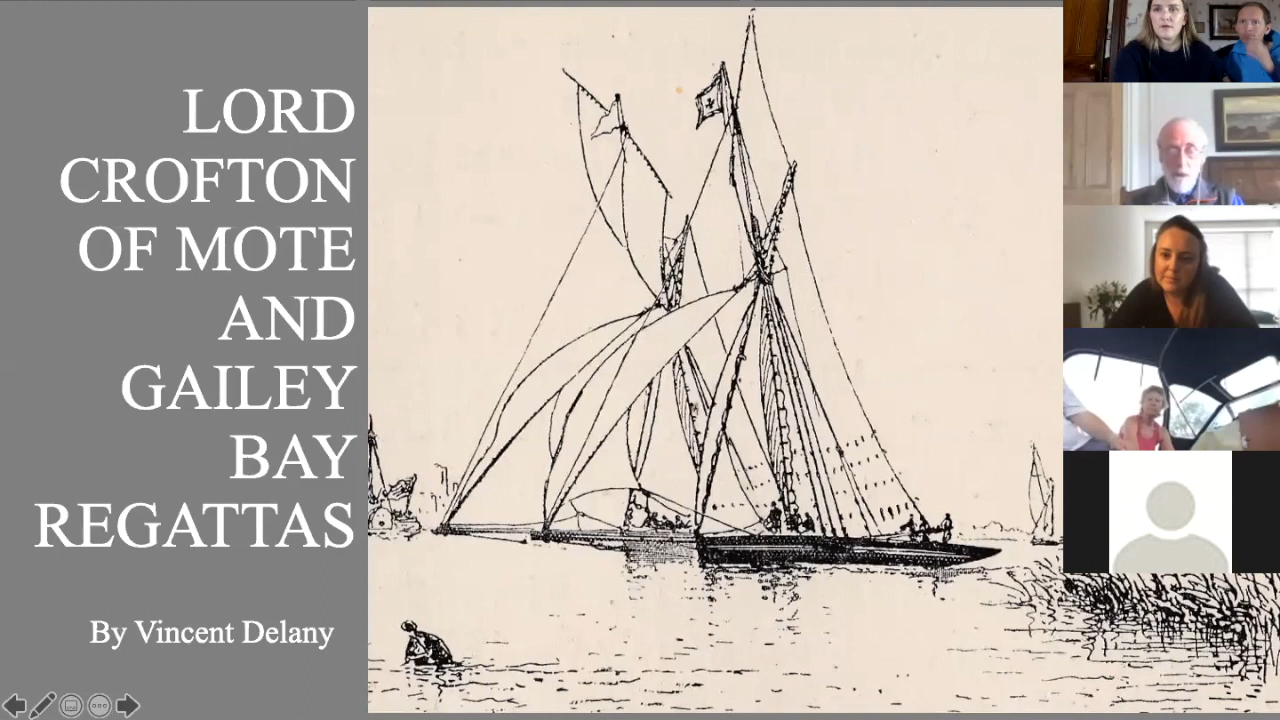 LORD
CROFTON
OF MOTE
AND
GAILEY
BAY
REGATTAS
By Vincent Delany